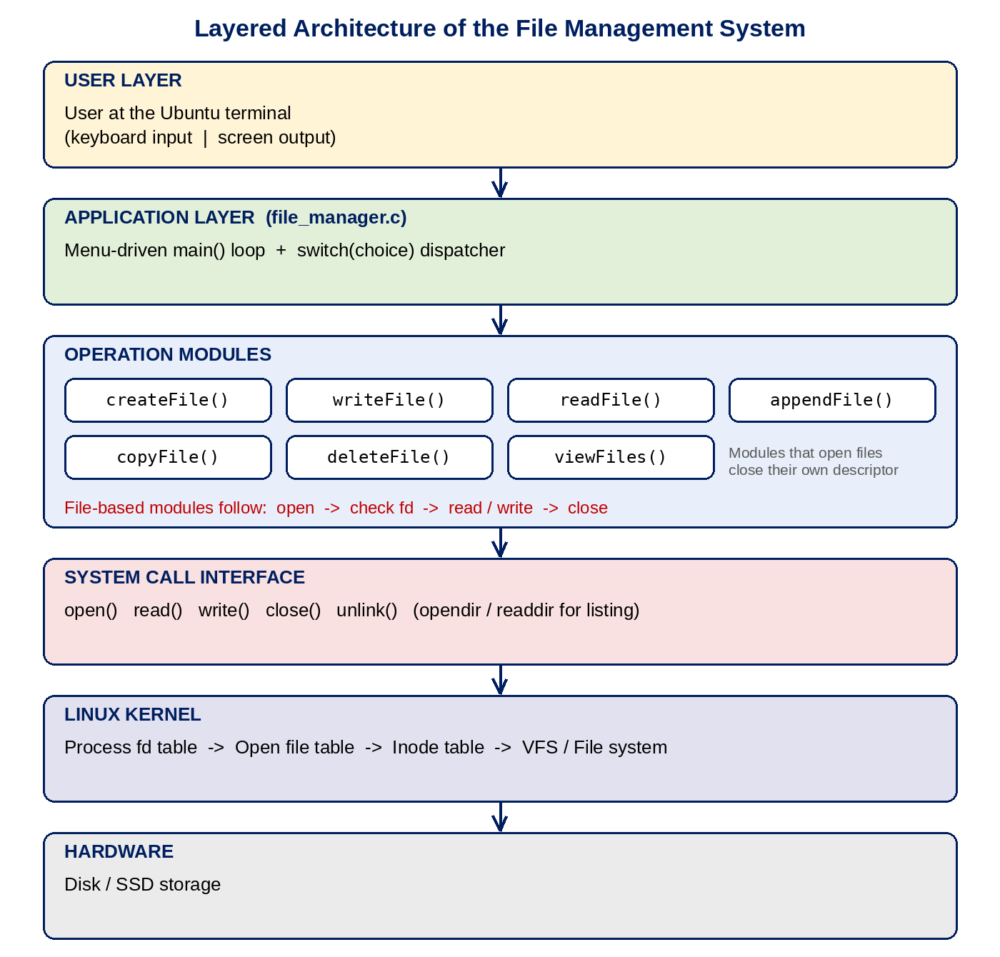 Layered Architecture of the File Management System
USER LAYER
User at the Ubuntu terminal
(keyboard input | screen output)
APPLICATION LAYER (file_manager.c)
Menu-driven main() loop + switch(choice) dispatcher
OPERATION MODULES
createFile() writeFile() readFile() appendFile()
copyFile() deleteFile() viewFiles()
Modules that open files
close their own descriptor
File-based modules follow: open -> check fd -> read / write -> close
SYSTEM CALL INTERFACE
open() read() write() close() unlink() (opendir / readdir for listing)
LINUX KERNEL
Process fd table -> Open file table -> Inode table -> VFS / File system
HARDWARE
Disk / SSD storage